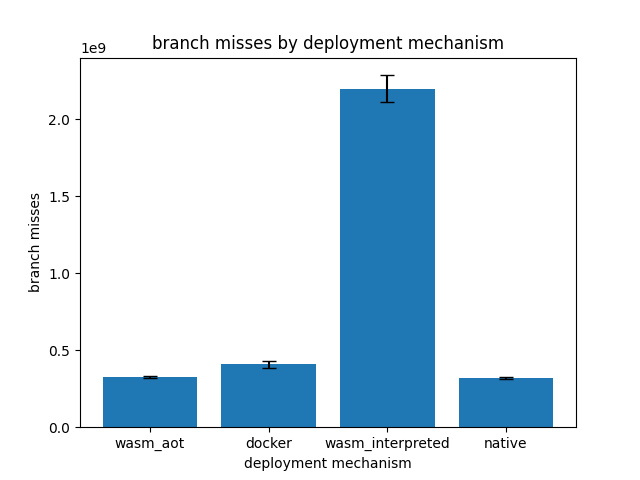 branch misses by deployment mechanism
1e9
2.0
1.5
1.0
0.5
0.0
branch misses
wasm_aot docker wasm_interpreted native
deployment mechanism